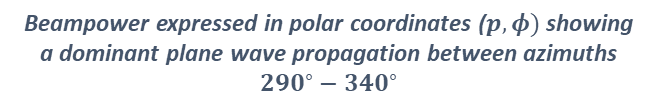 Beampower expressed in polar coordinates (p, ϕ) showing
a dominant plane wave propagation between azimuths
290° – 340°